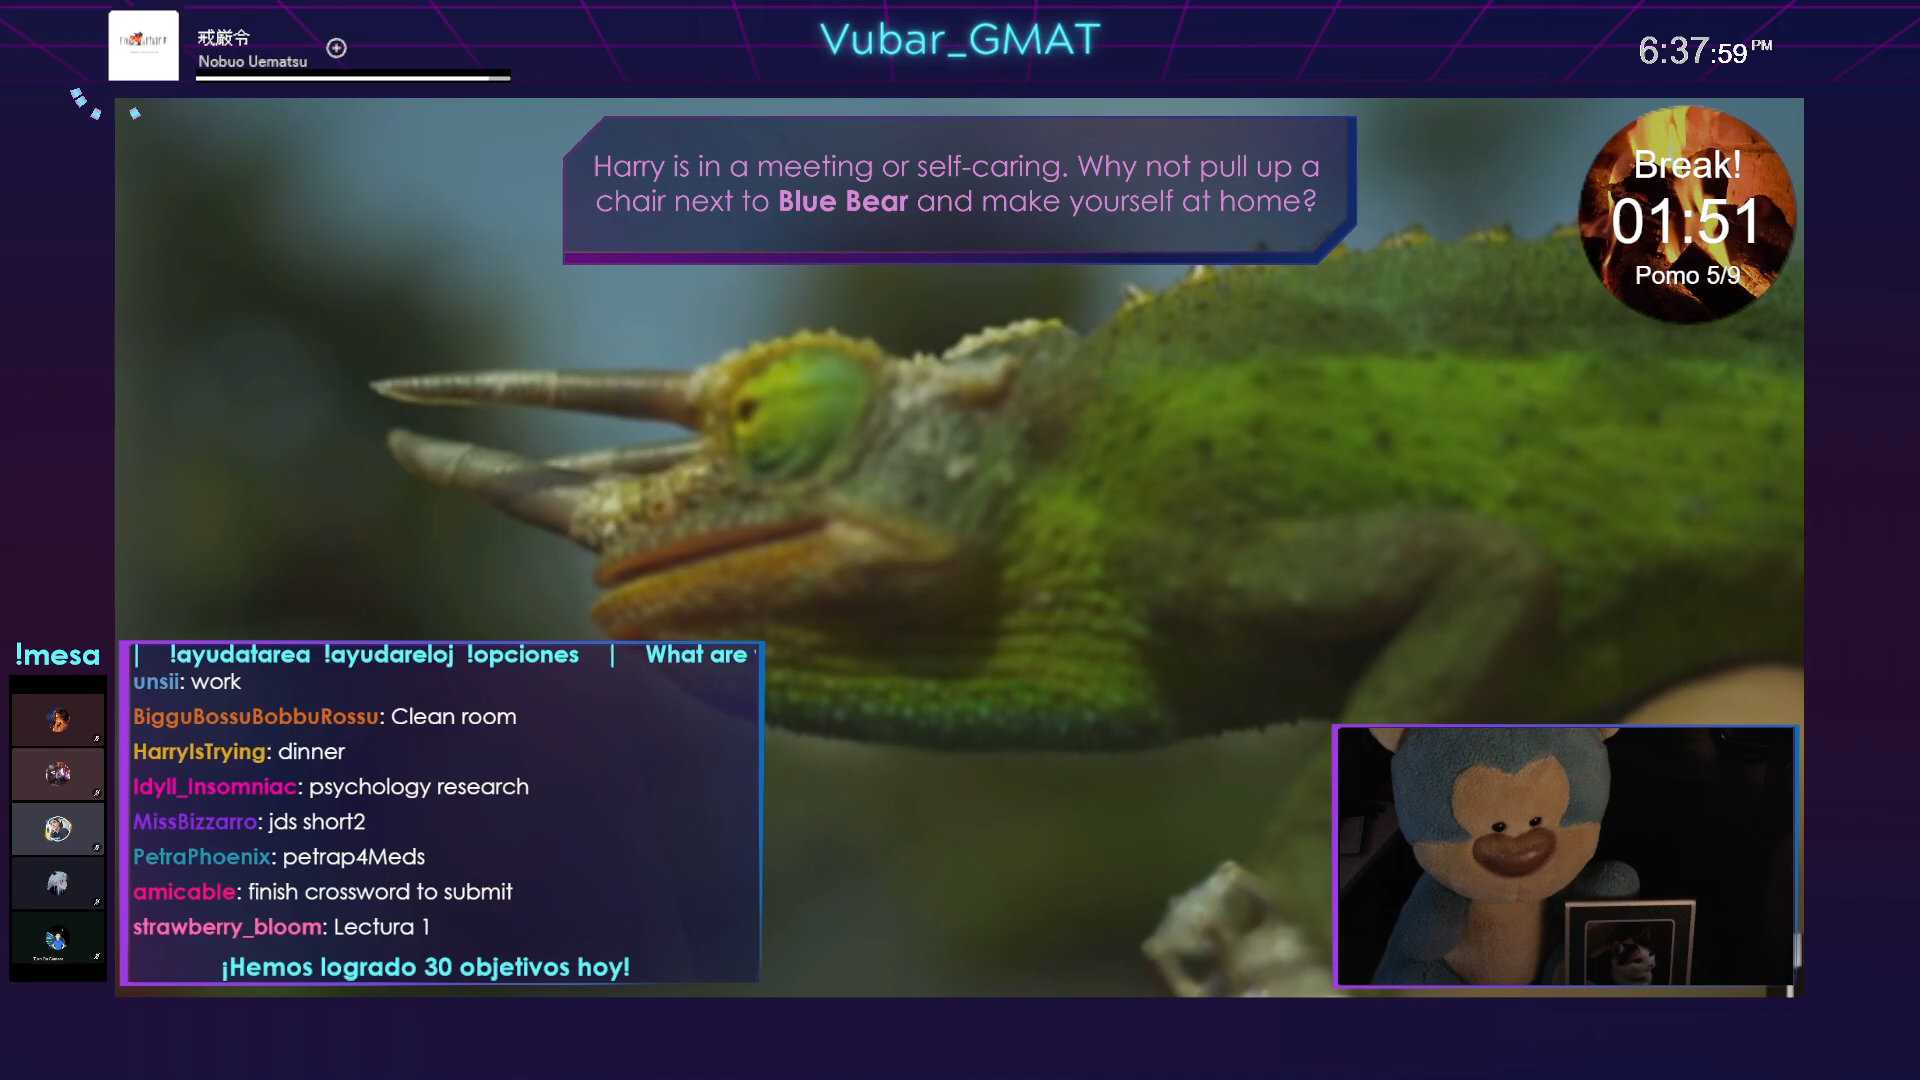 戒厳令
Nobuo Uematsu
Vubar_GMAT
6:37:59 PM
Harry is in a meeting or self-caring. Why not pull up a
chair next to Blue Bear and make yourself at home?
Break!
01:51
Pomo 5/9
!mesa
| !ayudatarea !ayudareloj !opciones | What are
unsii: work
BigguBossuBobbuRossu: Clean room
HarryIsTrying: dinner
Idyll_Insomniac: psychology research
MissBizzarro: jds short2
PetraPhoenix: petrap4Meds
amicable: finish crossword to submit
strawberry_bloom: Lectura 1
¡Hemos logrado 30 objetivos hoy!